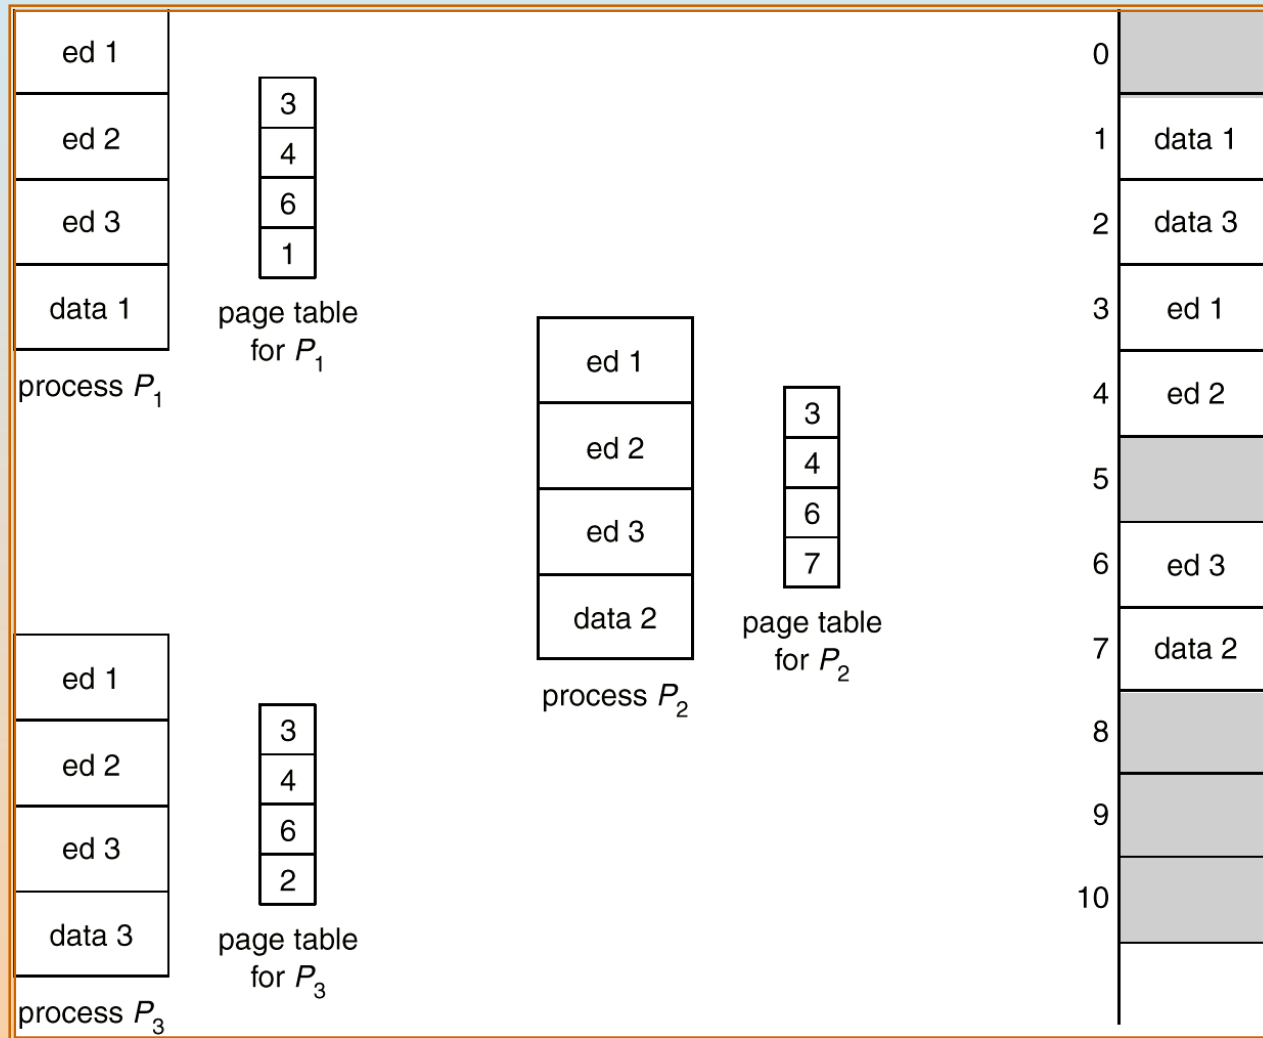 ed 1
ed 2
ed 3
data 1
process P1
3
4
6
1
page table
for P1
ed 1
ed 2
ed 3
data 2
process P2
3
4
6
7
page table
for P2
ed 1
ed 2
ed 3
data 3
process P3
3
4
6
2
page table
for P3
0
1 data 1
2 data 3
3 ed 1
4 ed 2
5
6 ed 3
7 data 2
8
9
10